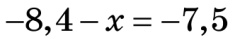 −8,4 − x = −7,5